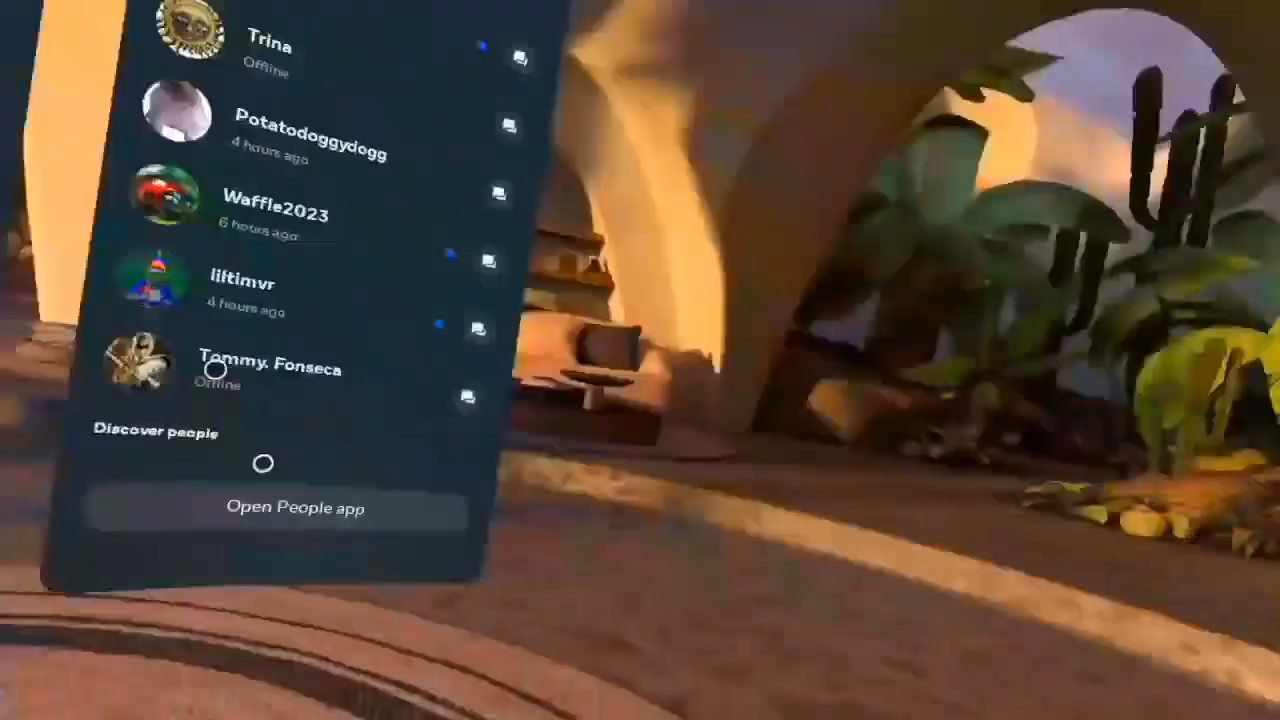 Trina
Offline
Potatodoggydogg
4 hours ago
Waffle2023
6 hours ago
liftimvr
4 hours ago
Tommy. Fonseca
Offline
Discover people
Open People app